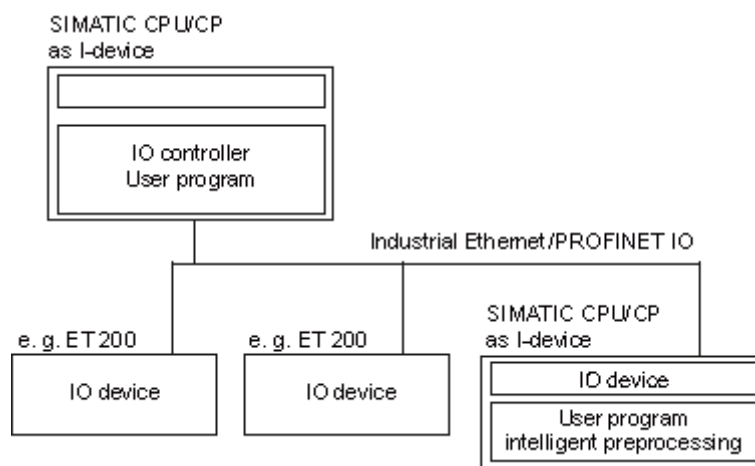 SIMATIC CPU/CP
as I-device
IO controller
User program
Industrial Ethernet/PROFINET IO
e. g. ET 200
IO device
e. g. ET 200
IO device
SIMATIC CPU/CP
as I-device
IO device
User program
intelligent preprocessing